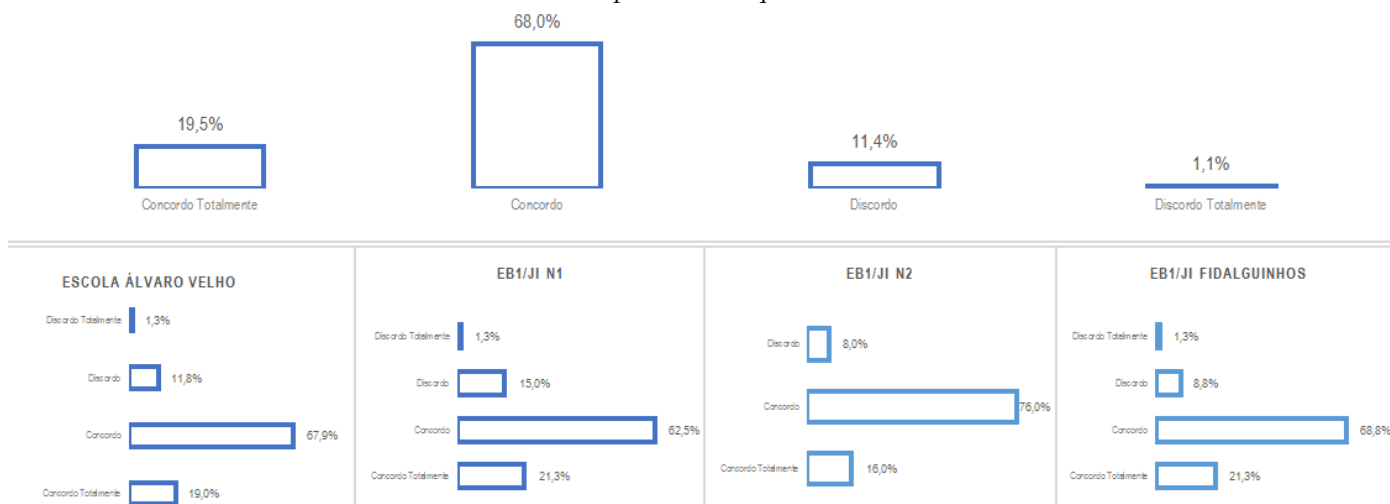 68,0%
19,5%
11,4%
1,1%
Concordo Totalmente
Concordo
Discordo
Discordo Totalmente
ESCOLA ÁLVARO VELHO
Discordo Totalmente 1,3%
Discordo 11,8%
Concordo 67,9%
Concordo Totalmente 19,0%
EB1/JI N1
Discordo Totalmente 1,3%
Discordo 15,0%
Concordo 62,5%
Concordo Totalmente 21,3%
EB1/JI N2
Discordo 8,0%
Concordo 76,0%
Concordo Totalmente 16,0%
EB1/JI FIDALGUINHOS
Discordo Totalmente 1,3%
Discordo 8,8%
Concordo 68,8%
Concordo Totalmente 21,3%